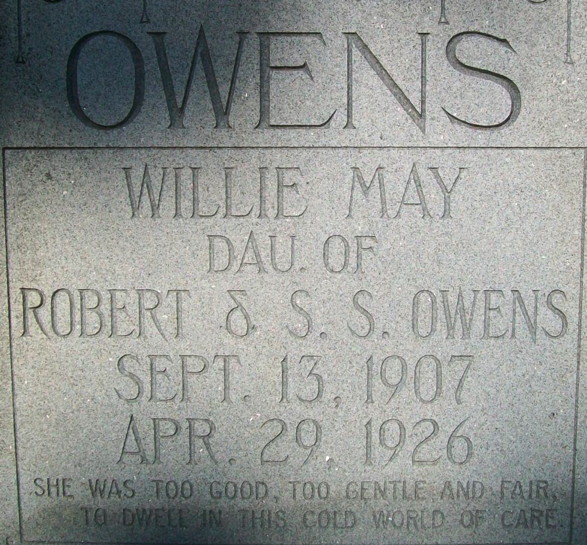 OWENS
WILLIE MAY
DAU. OF
ROBERT & S. S. OWENS
SEPT. 13, 1907
APR. 29, 1926
SHE WAS TOO GOOD, TOO GENTLE AND FAIR,
TO DWELL IN THIS COLD WORLD OF CARE.